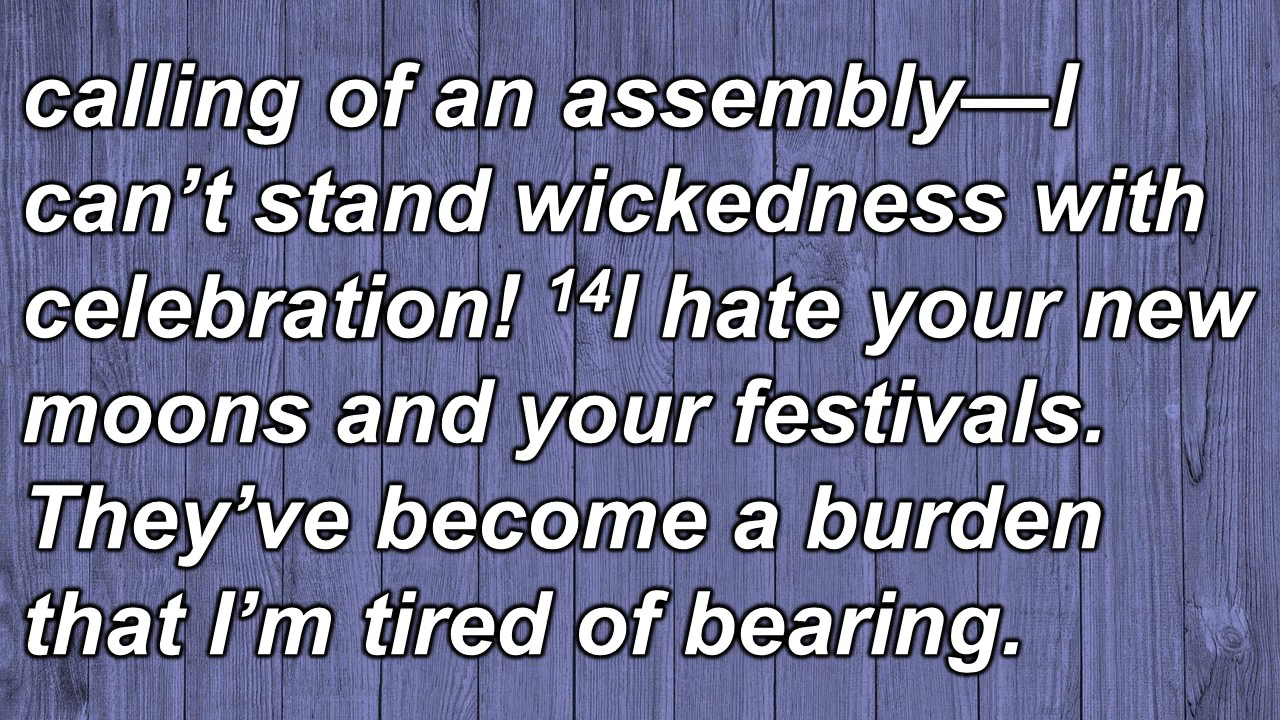 calling of an assembly—I
can’t stand wickedness with
celebration! ¹⁴I hate your new
moons and your festivals.
They’ve become a burden
that I’m tired of bearing.